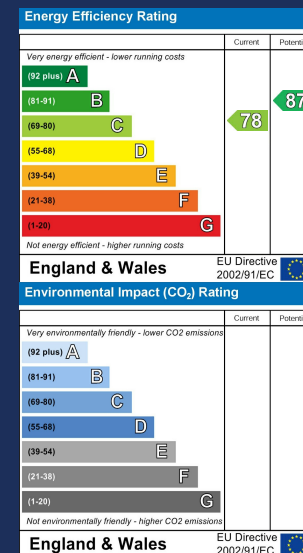 Energy Efficiency Rating
Current Potenti
Very energy efficient - lower running costs
(92 plus) A
(81-91) B
87
(69-80) C
78
(55-68) D
(39-54) E
(21-38) F
(1-20) G
Not energy efficient - higher running costs
England & Wales
EU Directive
2002/91/EC
Environmental Impact (CO₂) Rating
Current Potenti
Very environmentally friendly - lower CO2 emissions
(92 plus) A
(81-91) B
(69-80) C
(55-68) D
(39-54) E
(21-38) F
(1-20) G
Not environmentally friendly - higher CO2 emissions
England & Wales
EU Directive
2002/91/EC